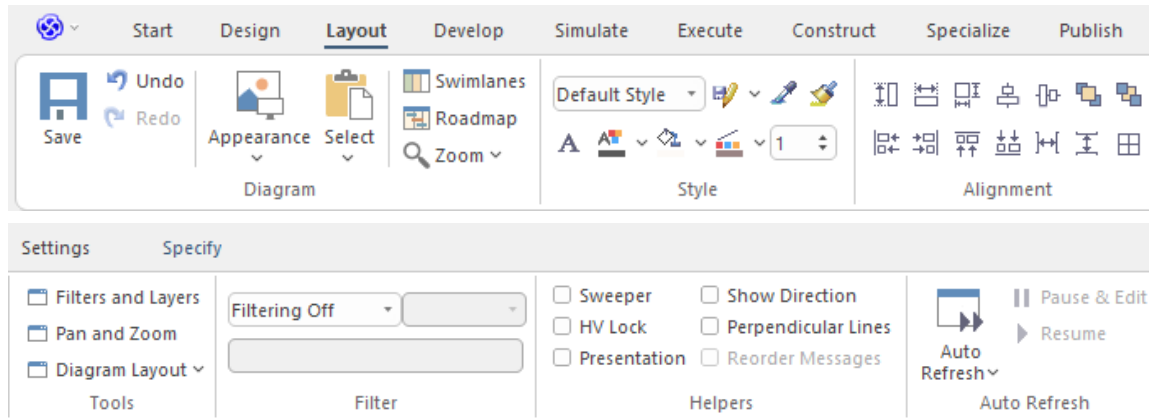 Start Design Layout Develop Simulate Execute Construct Specialize Publish
Save
Undo
Redo
Appearance
Select
Swimlanes
Roadmap
Zoom
Diagram
Default Style
A
1
Style
Alignment
Settings Specify
Filters and Layers
Pan and Zoom
Diagram Layout
Tools
Filtering Off
Filter
Sweeper Show Direction
HV Lock Perpendicular Lines
Presentation Reorder Messages
Helpers
Auto
Refresh
Pause & Edit
Resume
Auto Refresh